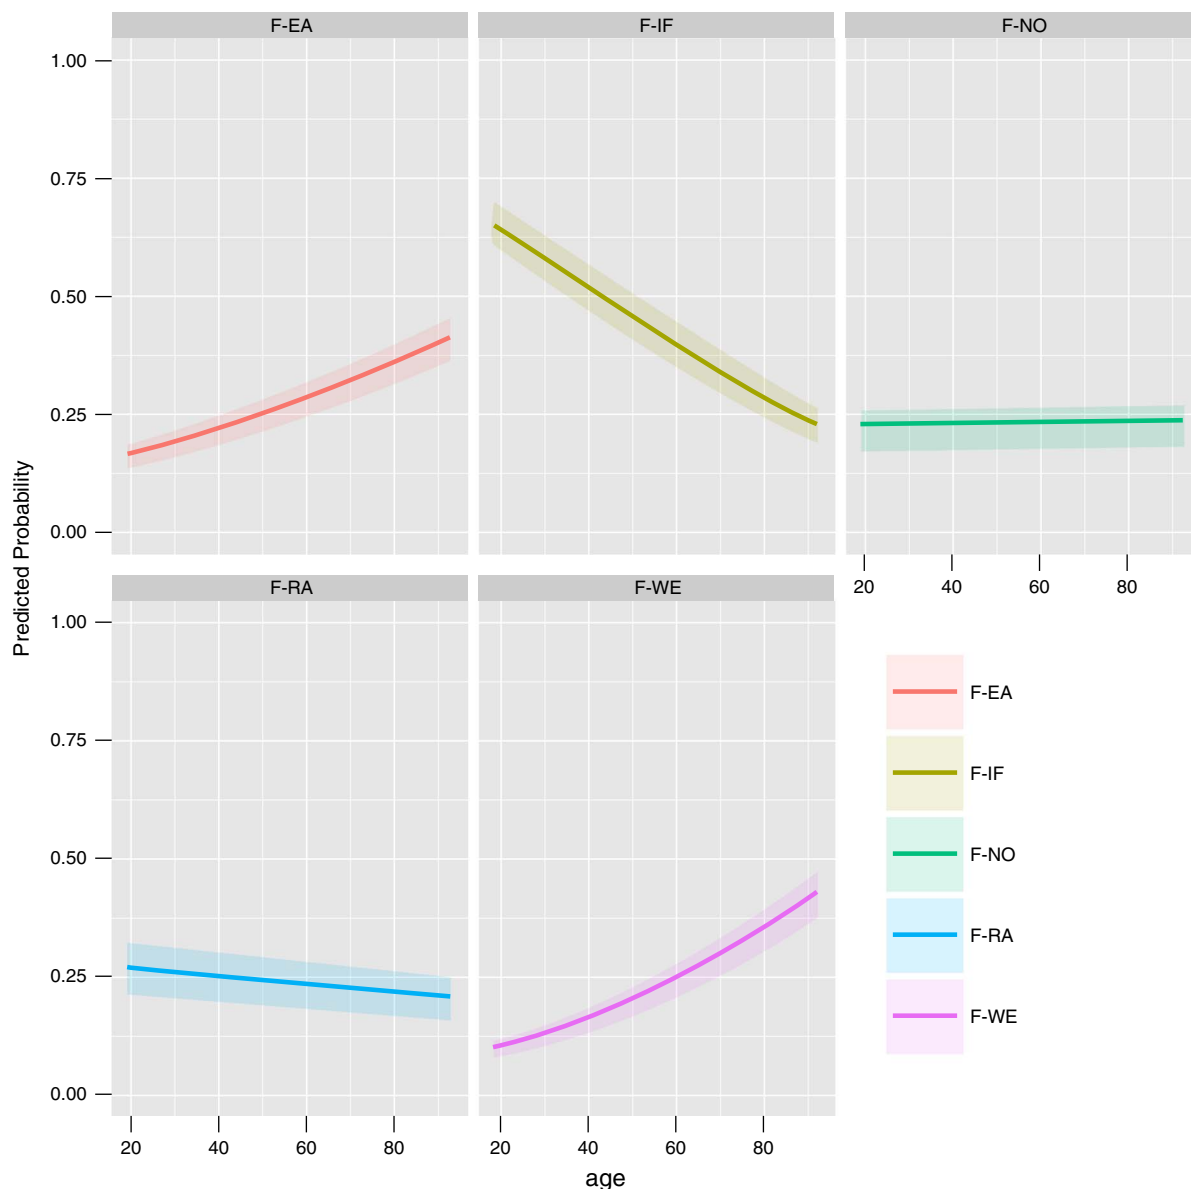 F-EA F-IF F-NO
1.00
0.75
0.50
0.25
0.00
Predicted Probability
20 40 60 80
F-RA F-WE
1.00
0.75
0.50
0.25
0.00
20 40 60 80 20 40 60 80
age
F-EA
F-IF
F-NO
F-RA
F-WE